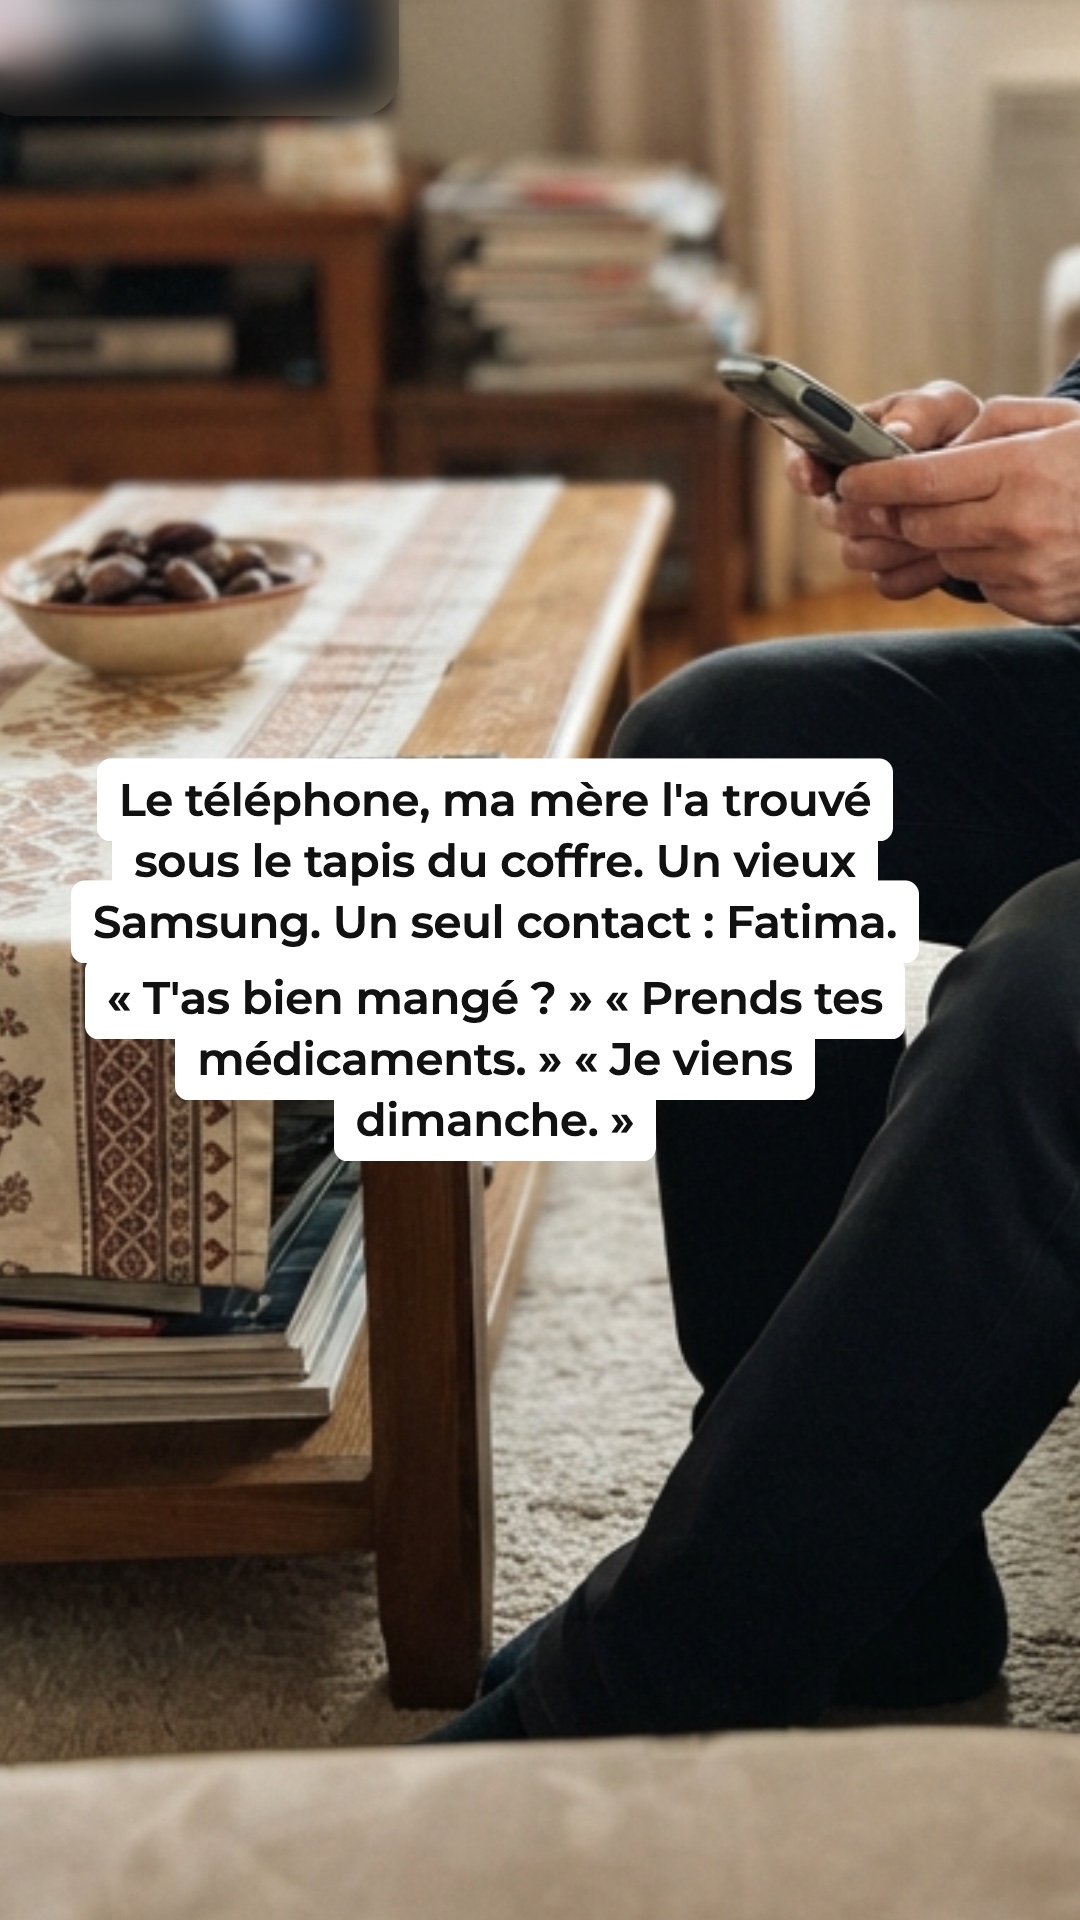 Le téléphone, ma mère l'a trouvé
sous le tapis du coffre. Un vieux
Samsung. Un seul contact : Fatima.
« T'as bien mangé ? » « Prends tes
médicaments. » « Je viens
dimanche. »